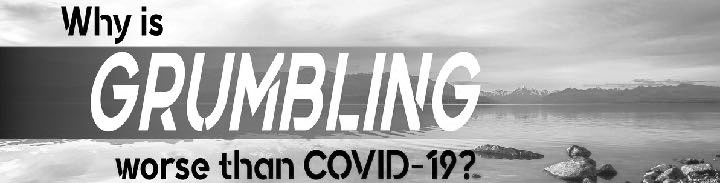 Why is
GRUMBLING
worse than COVID-19?